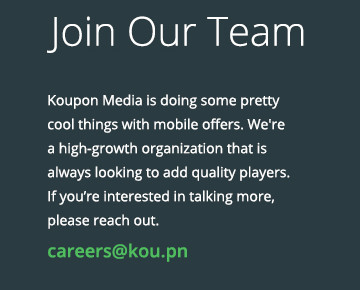 Join Our Team
Koupon Media is doing some pretty
cool things with mobile offers. We're
a high-growth organization that is
always looking to add quality players.
If you're interested in talking more,
please reach out.
careers@kou.pn